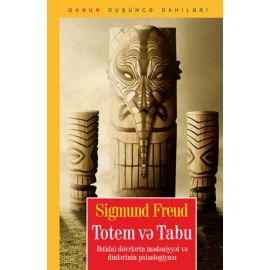 QANUN DÜŞÜNCƏ DAHİLƏRİ
Sigmund Freud
Totem və Tabu
İbtidai dövrlərin mədəniyyət və
dinlərinin psixologiyası